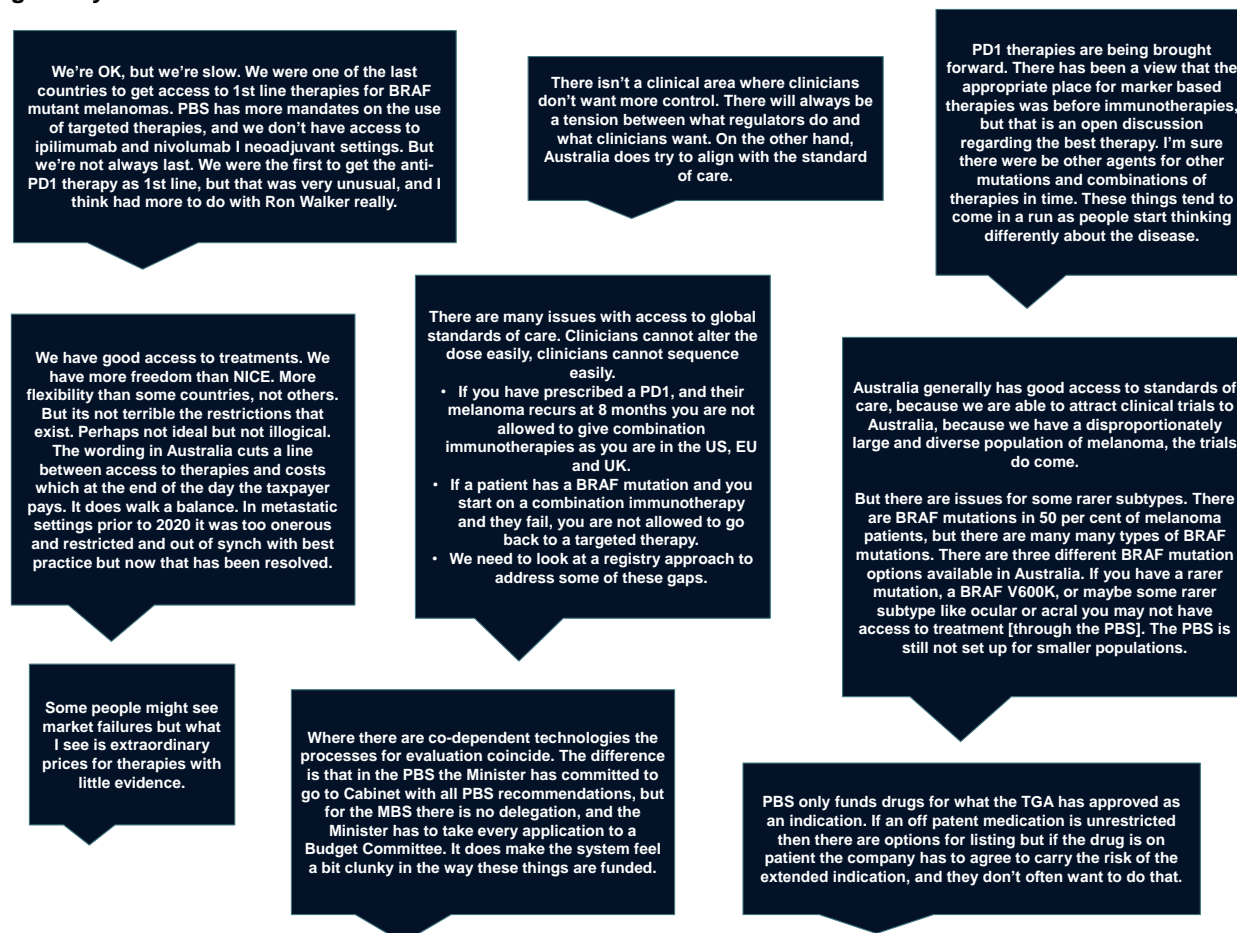 We're OK, but we're slow. We were one of the last
countries to get access to 1st line therapies for BRAF
mutant melanomas. PBS has more mandates on the use
of targeted therapies, and we don't have access to
ipilimumab and nivolumab I neoadjuvant settings. But
we're not always last. We were the first to get the anti-
PD1 therapy as 1st line, but that was very unusual, and I
think had more to do with Ron Walker really.
There isn't a clinical area where clinicians
don't want more control. There will always be
a tension between what regulators do and
what clinicians want. On the other hand,
Australia does try to align with the standard
of care.
PD1 therapies are being brought
forward. There has been a view that the
appropriate place for marker based
therapies was before immunotherapies,
but that is an open discussion
regarding the best therapy. I'm sure
there were be other agents for other
mutations and combinations of
therapies in time. These things tend to
come in a run as people start thinking
differently about the disease.
We have good access to treatments. We
have more freedom than NICE. More
flexibility than some countries, not others.
But its not terrible the restrictions that
exist. Perhaps not ideal but not illogical.
The wording in Australia cuts a line
between access to therapies and costs
which at the end of the day the taxpayer
pays. It does walk a balance. In metastatic
settings prior to 2020 it was too onerous
and restricted and out of synch with best
practice but now that has been resolved.
There are many issues with access to global
standards of care. Clinicians cannot alter the
dose easily, clinicians cannot sequence
easily.
• If you have prescribed a PD1, and their
melanoma recurs at 8 months you are not
allowed to give combination
immunotherapies as you are in the US, EU
and UK.
• If a patient has a BRAF mutation and you
start on a combination immunotherapy
and they fail, you are not allowed to go
back to a targeted therapy.
• We need to look at a registry approach to
address some of these gaps.
Australia generally has good access to standards of
care, because we are able to attract clinical trials to
Australia, because we have a disproportionately
large and diverse population of melanoma, the trials
do come.
But there are issues for some rarer subtypes. There
are BRAF mutations in 50 per cent of melanoma
patients, but there are many many types of BRAF
mutations. There are three different BRAF mutation
options available in Australia. If you have a rarer
mutation, a BRAF V600K, or maybe some rarer
subtype like ocular or acral you may not have
access to treatment [through the PBS]. The PBS is
still not set up for smaller populations.
Some people might see
market failures but what
I see is extraordinary
prices for therapies with
little evidence.
Where there are co-dependent technologies the
processes for evaluation coincide. The difference
is that in the PBS the Minister has committed to
go to Cabinet with all PBS recommendations, but
for the MBS there is no delegation, and the
Minister has to take every application to a
Budget Committee. It does make the system feel
a bit clunky in the way these things are funded.
PBS only funds drugs for what the TGA has approved as
an indication. If an off patent medication is unrestricted
then there are options for listing but if the drug is on
patient the company has to agree to carry the risk of the
extended indication, and they don't often want to do that.